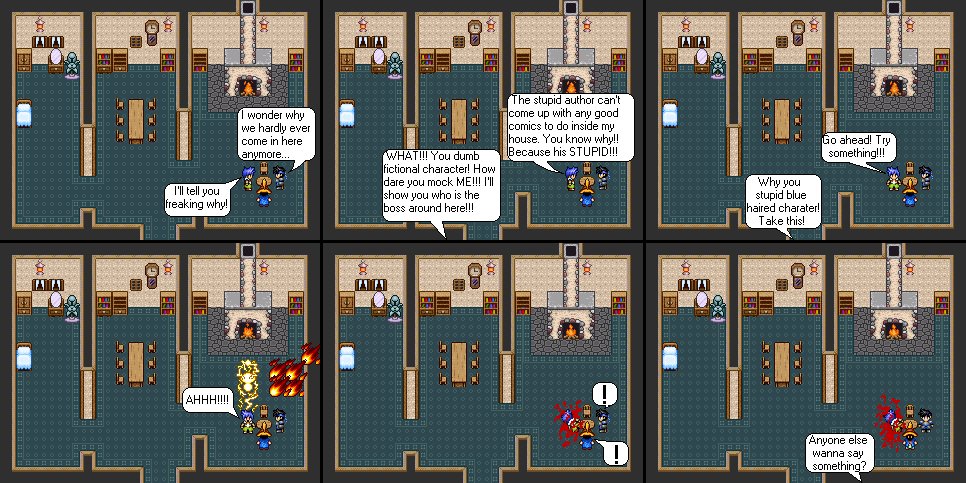 I wonder why
we hardly ever
come in here
anymore...
I'll tell you
freaking why!
The stupid author can't
come up with any good
comics to do inside my
house. You know why!!
Because his STUPID!!!
WHAT!!! You dumb
fictional character! How
dare you mock ME!!! I'll
show you who is the
boss around here!!!
Go ahead! Try
something!!!
Why you
stupid blue
haired charater!
Take this!
AHHH!!!!
!
!
Anyone else
wanna say
something?